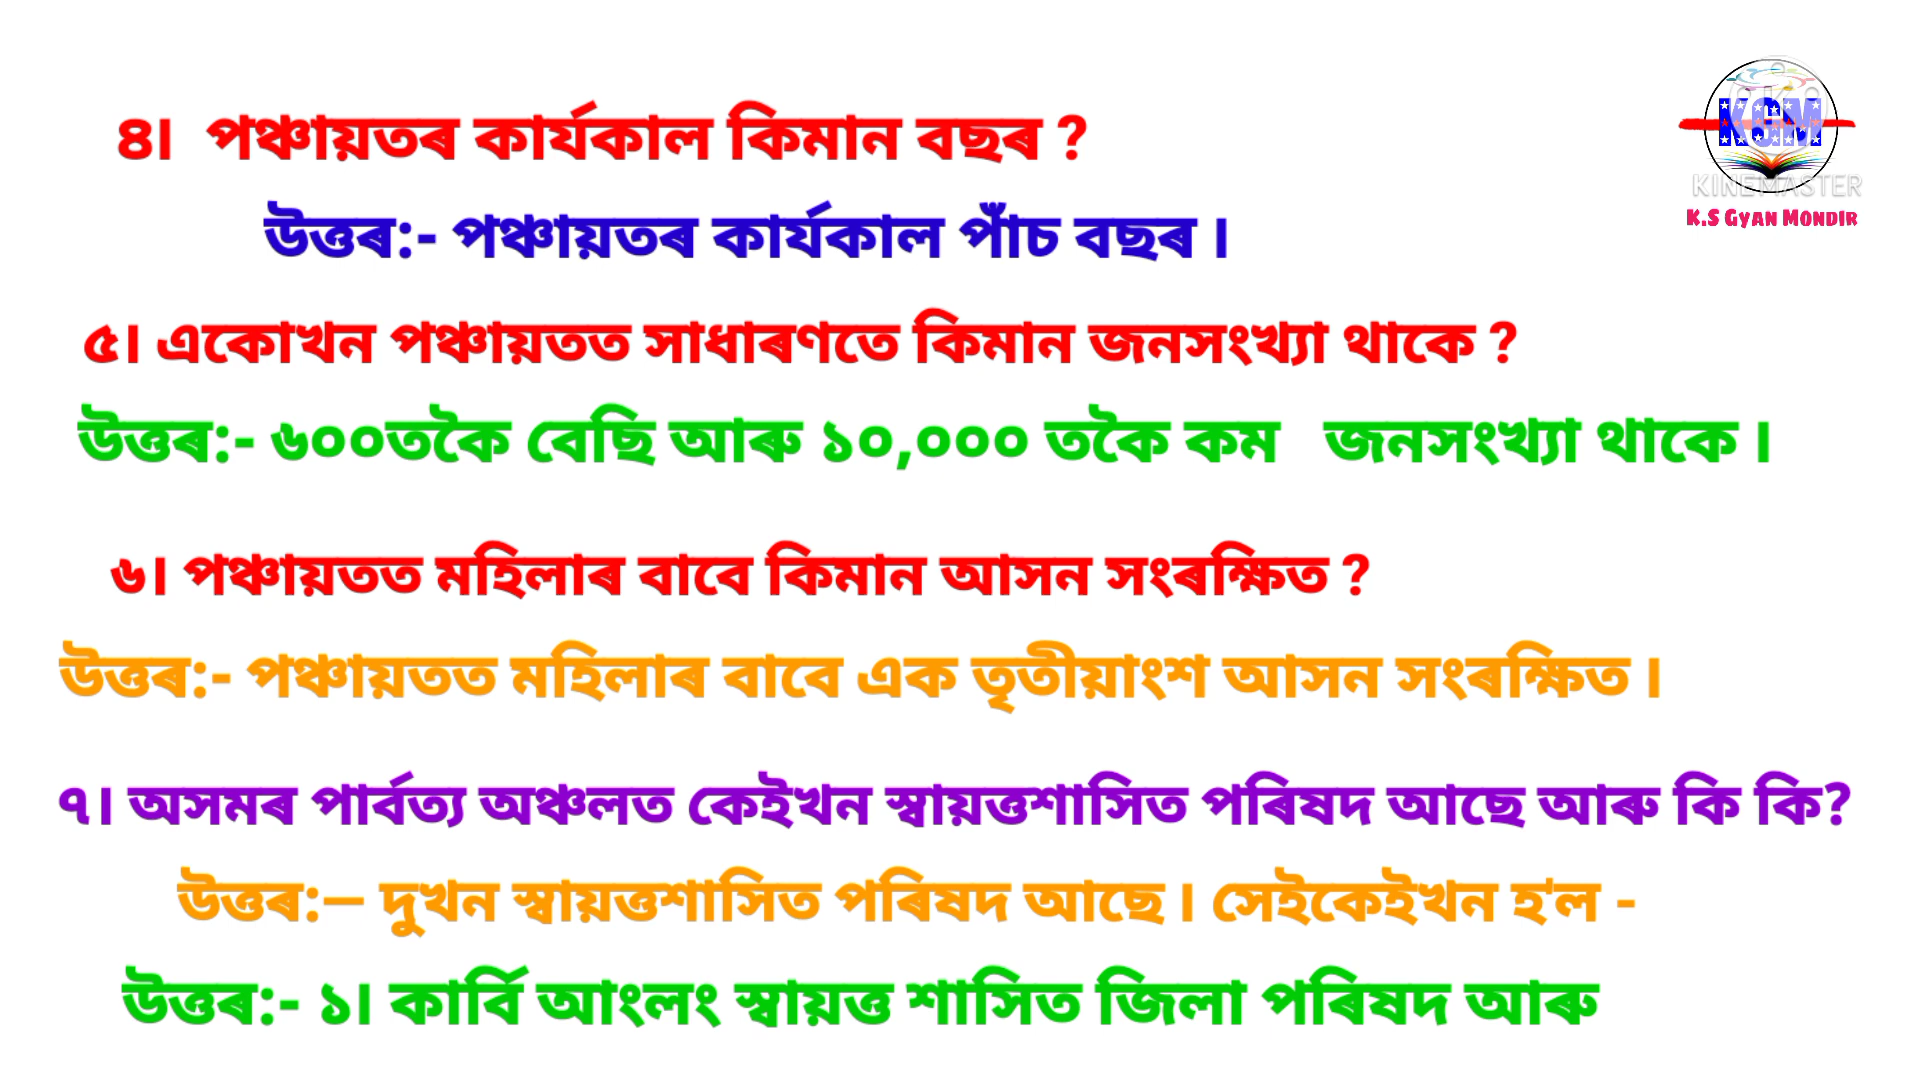 ৪। পঞ্চায়তৰ কাৰ্যকাল কিমান বছৰ ?
উত্তৰ:- পঞ্চায়তৰ কাৰ্যকাল পাঁচ বছৰ ।
৫। একোখন পঞ্চায়তত সাধাৰণতে কিমান জনসংখ্যা থাকে ?
উত্তৰ:- ৬০০তকৈ বেছি আৰু ১০,০০০ তকৈ কম জনসংখ্যা থাকে ।
৬। পঞ্চায়তত মহিলাৰ বাবে কিমান আসন সংৰক্ষিত ?
উত্তৰ:- পঞ্চায়তত মহিলাৰ বাবে এক তৃতীয়াংশ আসন সংৰক্ষিত ।
৭। অসমৰ পাৰ্বত্য অঞ্চলত কেইখন স্বায়ত্তশাসিত পৰিষদ আছে আৰু কি কি?
উত্তৰ:— দুখন স্বায়ত্তশাসিত পৰিষদ আছে । সেইকেইখন হ'ল -
উত্তৰ:- ১। কাৰ্বি আংলং স্বায়ত্ত শাসিত জিলা পৰিষদ আৰু
KSM
KINEMASTER
K.S Gyan Mondir